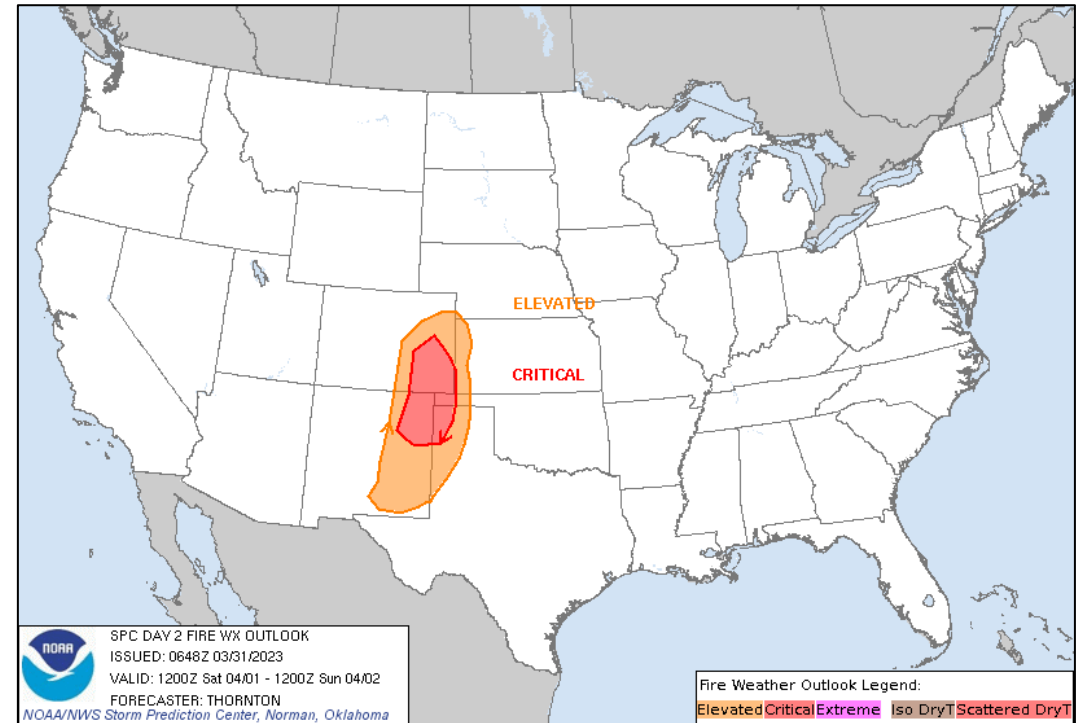 ELEVATED
CRITICAL
NOAA
SPC DAY 2 FIRE WX OUTLOOK
ISSUED: 0648Z 03/31/2023
VALID: 1200Z Sat 04/01 - 1200Z Sun 04/02
FORECASTER: THORNTON
NOAA/NWS Storm Prediction Center, Norman, Oklahoma
Fire Weather Outlook Legend:
Elevated Critical Extreme Iso DryT Scattered DryT